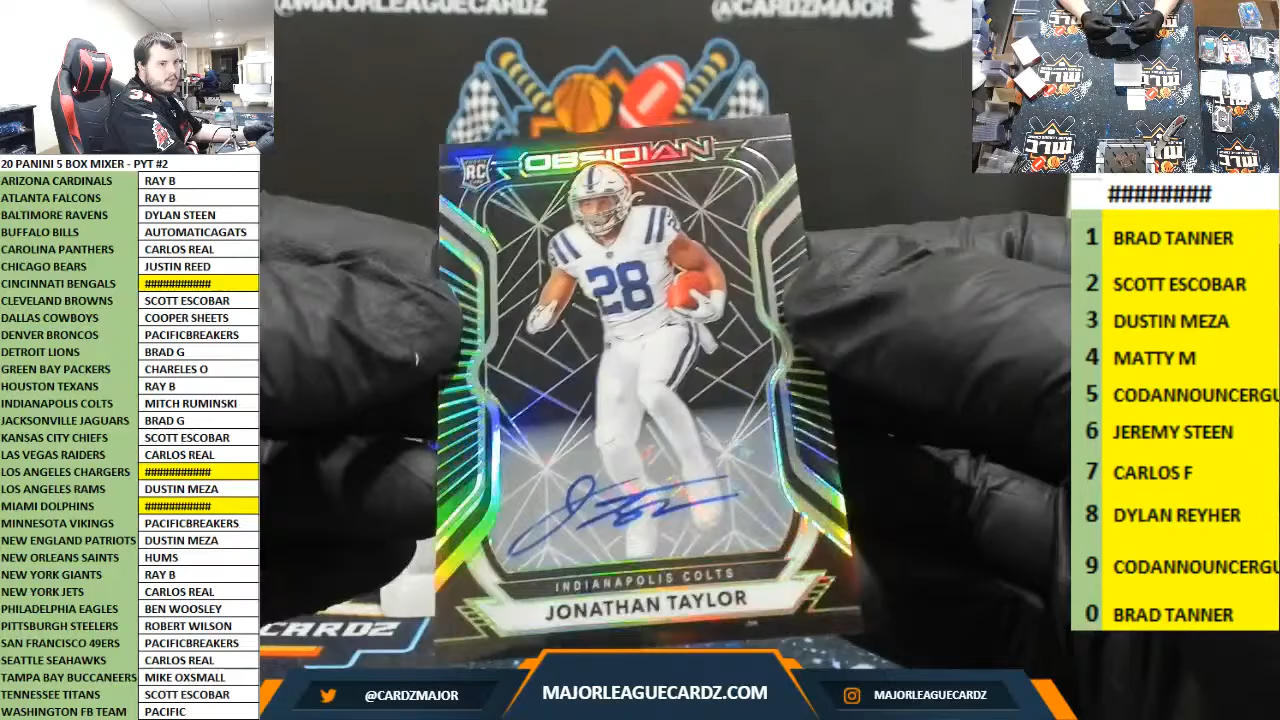 @MAJORLEAGUECARDZ
@CARDZMAJOR
20 PANINI 5 BOX MIXER - PYT #2
ARIZONA CARDINALS RAY B
ATLANTA FALCONS RAY B
BALTIMORE RAVENS DYLAN STEEN
BUFFALO BILLS AUTOMATICAGATS
CAROLINA PANTHERS CARLOS REAL
CHICAGO BEARS JUSTIN REED
CINCINNATI BENGALS ###########
CLEVELAND BROWNS SCOTT ESCOBAR
DALLAS COWBOYS COOPER SHEETS
DENVER BRONCOS PACIFICBREAKERS
DETROIT LIONS BRAD G
GREEN BAY PACKERS CHARELES O
HOUSTON TEXANS RAY B
INDIANAPOLIS COLTS MITCH RUMINSKI
JACKSONVILLE JAGUARS BRAD G
KANSAS CITY CHIEFS SCOTT ESCOBAR
LAS VEGAS RAIDERS CARLOS REAL
LOS ANGELES CHARGERS ###########
LOS ANGELES RAMS DUSTIN MEZA
MIAMI DOLPHINS ###########
MINNESOTA VIKINGS PACIFICBREAKERS
NEW ENGLAND PATRIOTS DUSTIN MEZA
NEW ORLEANS SAINTS HUMS
NEW YORK GIANTS RAY B
NEW YORK JETS CARLOS REAL
PHILADELPHIA EAGLES BEN WOOSLEY
PITTSBURGH STEELERS ROBERT WILSON
SAN FRANCISCO 49ERS PACIFICBREAKERS
SEATTLE SEAHAWKS CARLOS REAL
TAMPA BAY BUCCANEERS MIKE OXSMALL
TENNESSEE TITANS SCOTT ESCOBAR
WASHINGTON FB TEAM PACIFIC
RC
OBSIDIAN
28
INDIANAPOLIS COLTS
JONATHAN TAYLOR
CARDZ
########
1 BRAD TANNER
2 SCOTT ESCOBAR
3 DUSTIN MEZA
4 MATTY M
5 CODANNOUNCERGU
6 JEREMY STEEN
7 CARLOS F
8 DYLAN REYHER
9 CODANNOUNCERGU
0 BRAD TANNER
@CARDZMAJOR
MAJORLEAGUECARDZ.COM
MAJORLEAGUECARDZ